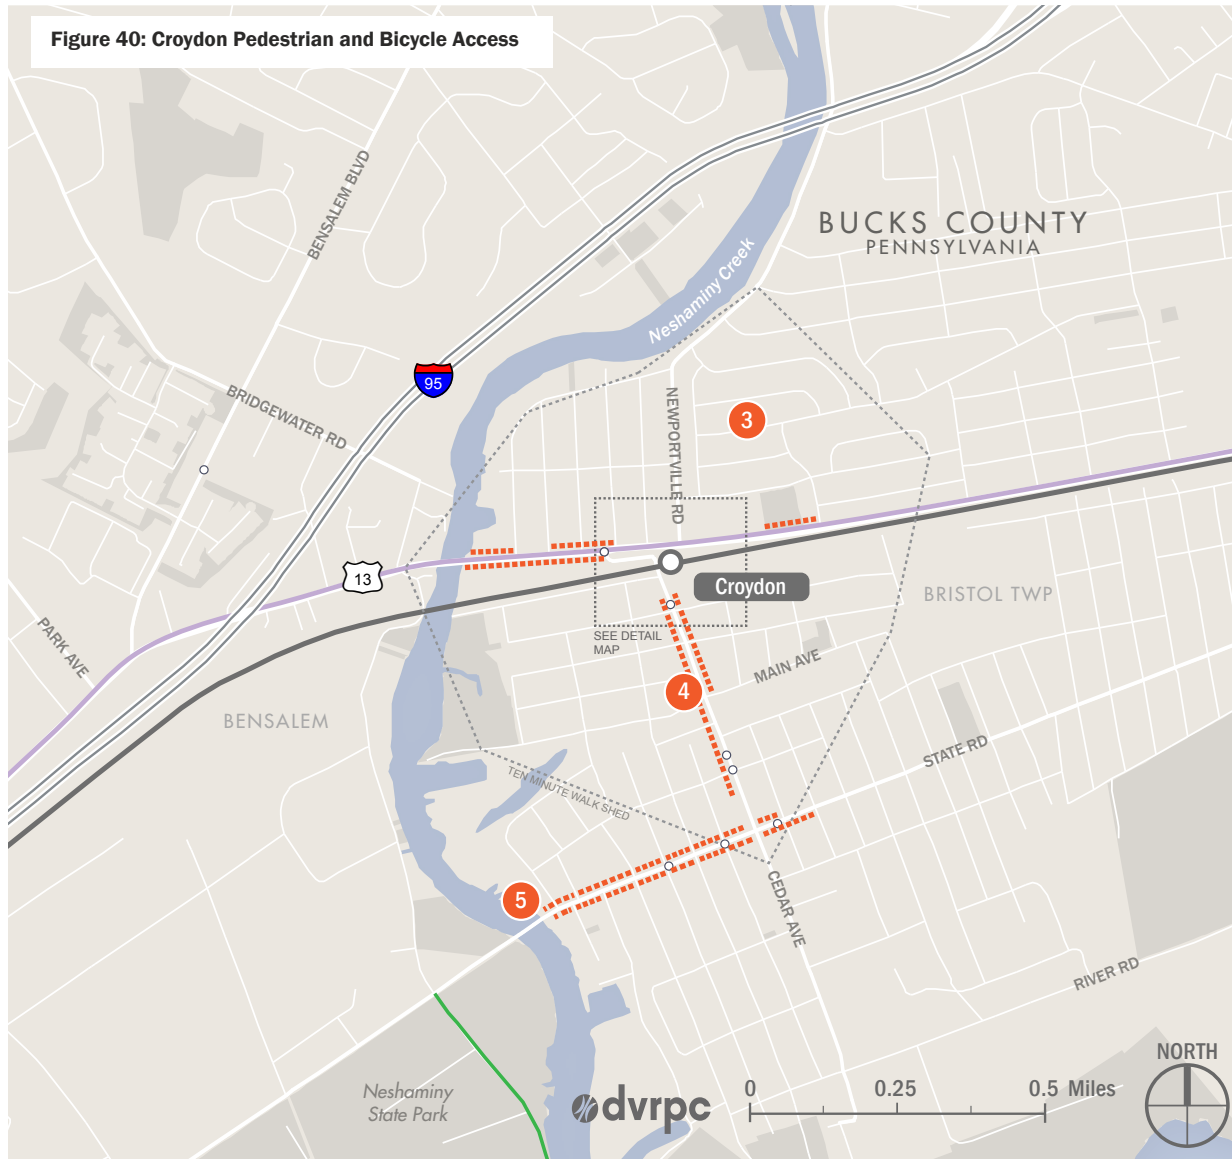 Figure 40: Croydon Pedestrian and Bicycle Access
BENSALEM BLVD
BUCKS COUNTY
PENNSYLVANIA
Neshaminy Creek
95
BRIDGEWATER RD
NEWPORTVILLE RD
3
13
Croydon
BRISTOL TWP
SEE DETAIL
MAP
PARK AVE
MAIN AVE
4
BENSALEM
STATE RD
TEN MINUTE WALK SHED
5
CEDAR AVE
RIVER RD
Neshaminy
State Park
dvrpc
0 0.25 0.5 Miles
NORTH